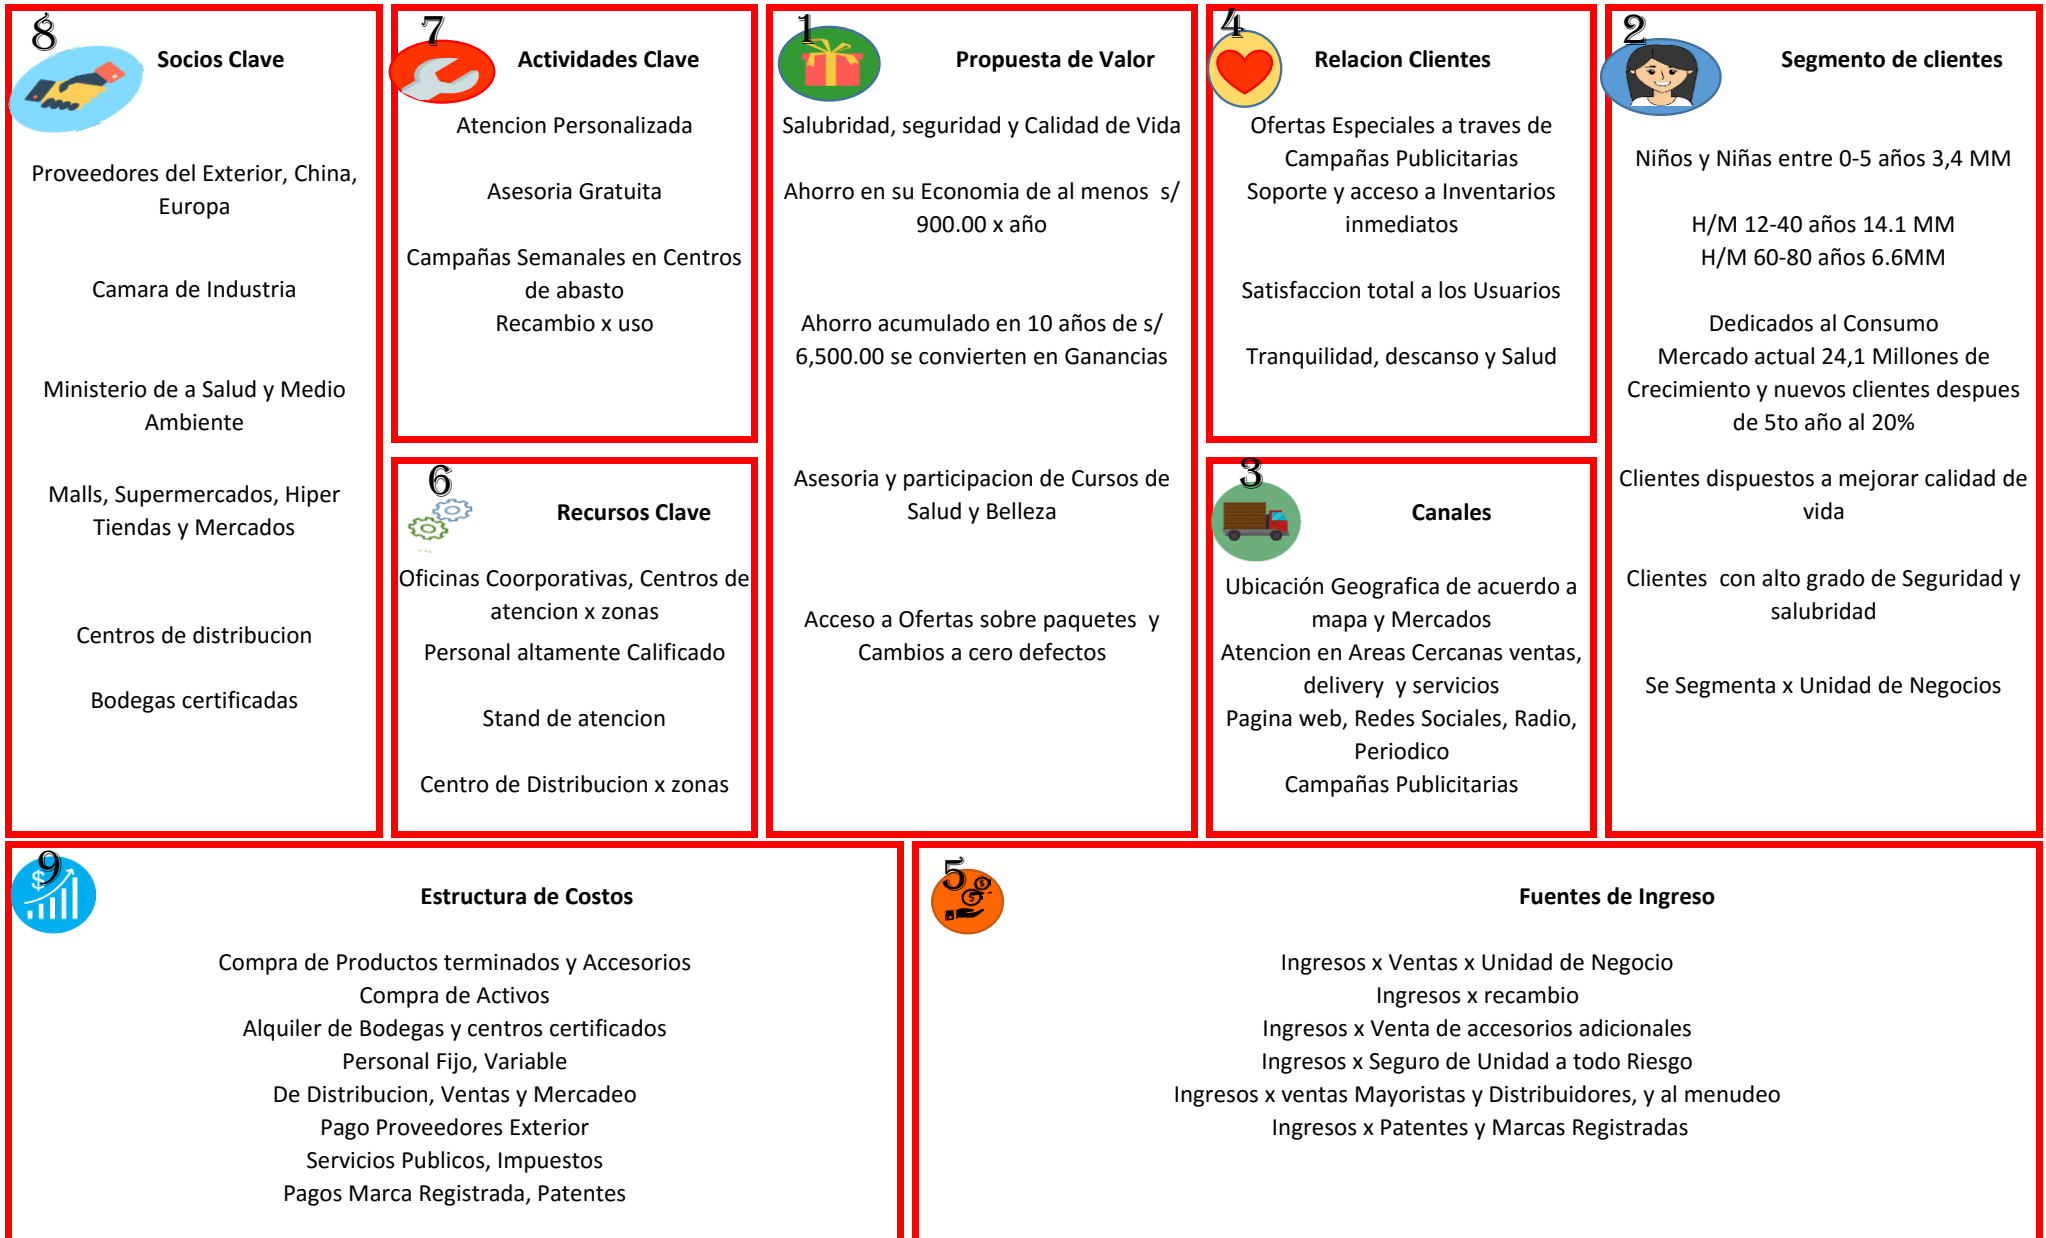 8
Socios Clave
Proveedores del Exterior, China,
Europa
Camara de Industria
Ministerio de a Salud y Medio
Ambiente
Malls, Supermercados, Hiper
Tiendas y Mercados
Centros de distribucion
Bodegas certificadas
7
Actividades Clave
Atencion Personalizada
Asesoria Gratuita
Campañas Semanales en Centros
de abasto
Recambio x uso
6
Recursos Clave
Oficinas Coorporativas, Centros de
atencion x zonas
Personal altamente Calificado
Stand de atencion
Centro de Distribucion x zonas
1
Propuesta de Valor
Salubridad, seguridad y Calidad de Vida
Ahorro en su Economia de al menos s/
900.00 x año
Ahorro acumulado en 10 años de s/
6,500.00 se convierten en Ganancias
Asesoria y participacion de Cursos de
Salud y Belleza
Acceso a Ofertas sobre paquetes y
Cambios a cero defectos
4
Relacion Clientes
Ofertas Especiales a traves de
Campañas Publicitarias
Soporte y acceso a Inventarios
inmediatos
Satisfaccion total a los Usuarios
Tranquilidad, descanso y Salud
3
Canales
Ubicación Geografica de acuerdo a
mapa y Mercados
Atencion en Areas Cercanas ventas,
delivery y servicios
Pagina web, Redes Sociales, Radio,
Periodico
Campañas Publicitarias
2
Segmento de clientes
Niños y Niñas entre 0-5 años 3,4 MM
H/M 12-40 años 14.1 MM
H/M 60-80 años 6.6MM
Dedicados al Consumo
Mercado actual 24,1 Millones de
Crecimiento y nuevos clientes despues
de 5to año al 20%
Clientes dispuestos a mejorar calidad de
vida
Clientes con alto grado de Seguridad y
salubridad
Se Segmenta x Unidad de Negocios
9
Estructura de Costos
Compra de Productos terminados y Accesorios
Compra de Activos
Alquiler de Bodegas y centros certificados
Personal Fijo, Variable
De Distribucion, Ventas y Mercadeo
Pago Proveedores Exterior
Servicios Publicos, Impuestos
Pagos Marca Registrada, Patentes
5
Fuentes de Ingreso
Ingresos x Ventas x Unidad de Negocio
Ingresos x recambio
Ingresos x Venta de accesorios adicionales
Ingresos x Seguro de Unidad a todo Riesgo
Ingresos x ventas Mayoristas y Distribuidores, y al menudeo
Ingresos x Patentes y Marcas Registradas